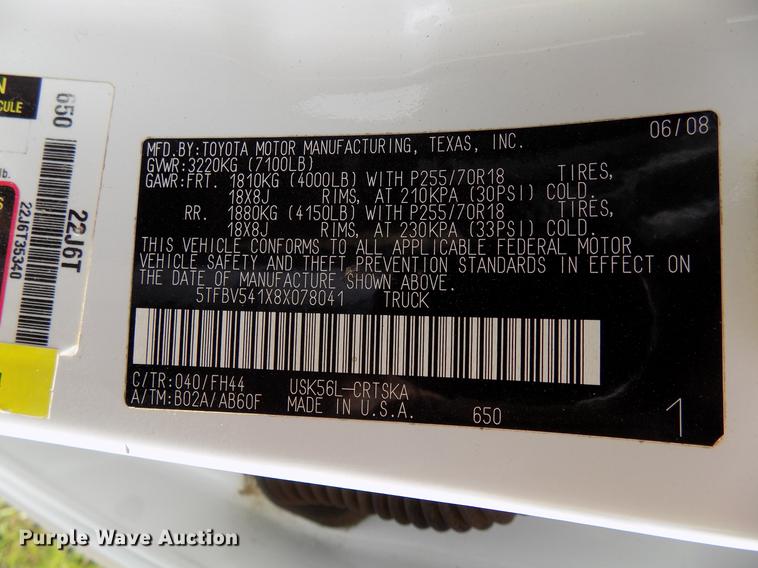 N
CULE
650
lb.
S
22J6T
22J6T35340
MFD.BY:TOYOTA MOTOR MANUFACTURING, TEXAS, INC. 06/08
GVWR:3220KG (7100LB)
GAWR:FRT. 1810KG (4000LB) WITH P255/70R18 TIRES,
18X8J RIMS, AT 210KPA (30PSI) COLD.
RR. 1880KG (4150LB) WITH P255/70R18 TIRES,
18X8J RIMS, AT 230KPA (33PSI) COLD.
THIS VEHICLE CONFORMS TO ALL APPLICABLE FEDERAL MOTOR
VEHICLE SAFETY AND THEFT PREVENTION STANDARDS IN EFFECT ON
THE DATE OF MANUFACTURE SHOWN ABOVE.
5TFBV541X8X078041 TRUCK
C/TR:040/FH44 USK56L-CRTSKA
A/TM:B02A/AB60F MADE IN U.S.A. 650 1
Purple Wave Auction